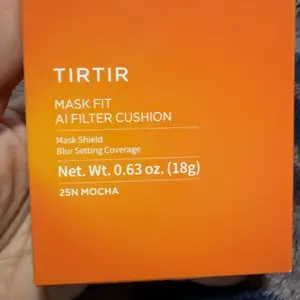 TIRTIR
MASK FIT
AI FILTER CUSHION
Mask Shield
Blur Setting Coverage
Net. Wt. 0.63 oz. (18g)
25N MOCHA